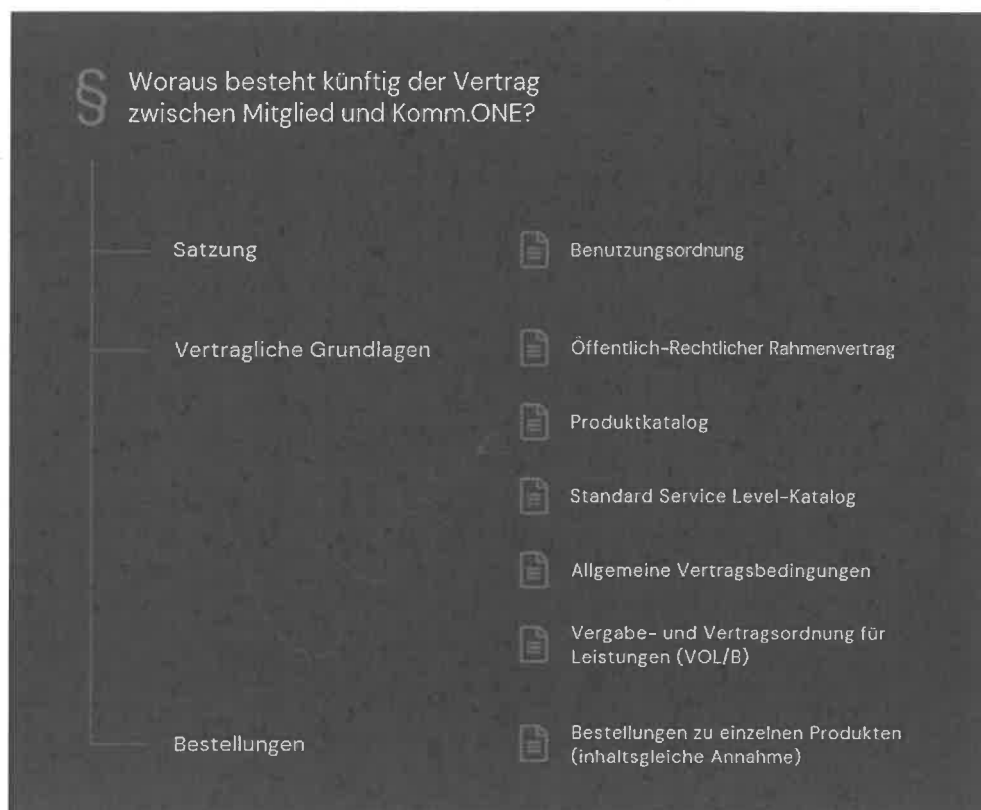 § Woraus besteht künftig der Vertrag
zwischen Mitglied und Komm.ONE?
Satzung
Benutzungsordnung
Vertragliche Grundlagen
Öffentlich-Rechtlicher Rahmenvertrag
Produktkatalog
Standard Service Level-Katalog
Allgemeine Vertragsbedingungen
Vergabe- und Vertragsordnung für
Leistungen (VOL/B)
Bestellungen
Bestellungen zu einzelnen Produkten
(inhaltsgleiche Annahme)